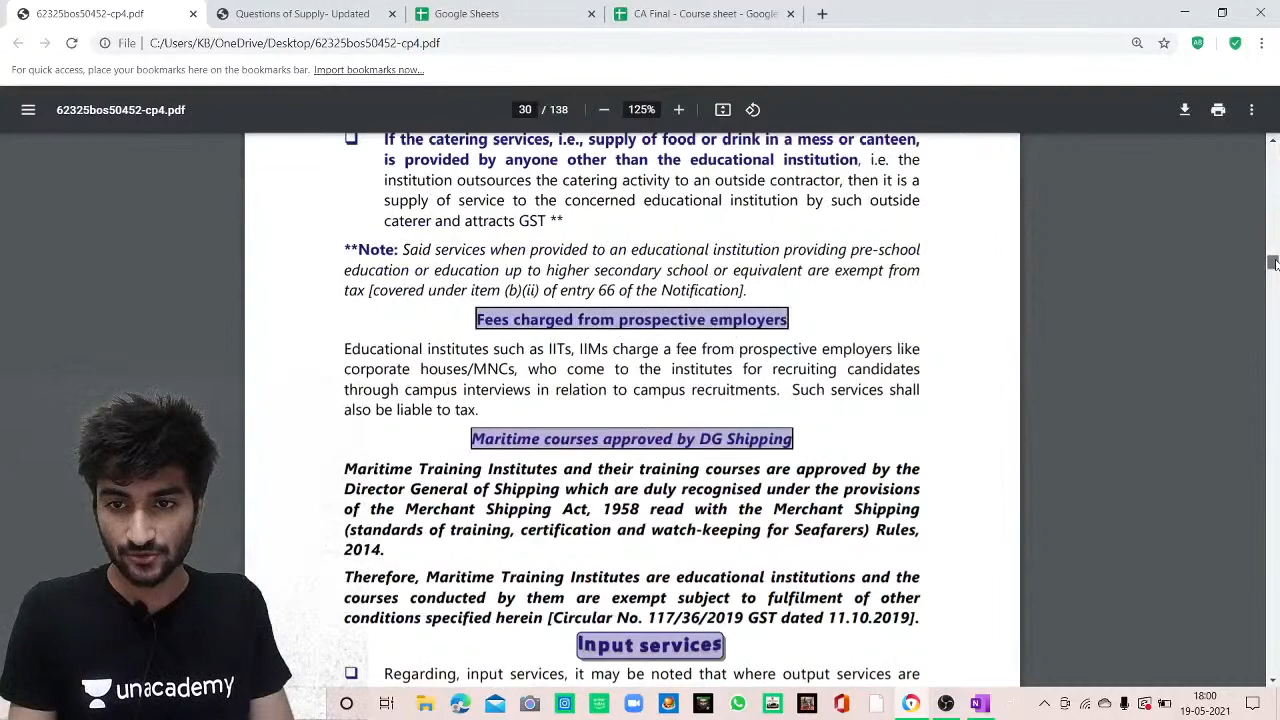 62325bos50452-cp4.pdf
Questions of Supply- Updated
Google Sheets
CA Final - Course sheet - Google
File
C:/Users/KB/OneDrive/Desktop/62325bos50452-cp4.pdf
For quick access, place your bookmarks here on the bookmarks bar. Import bookmarks now...
62325bos50452-cp4.pdf
30 / 138
125%
If the catering services, i.e., supply of food or drink in a mess or canteen,
is provided by anyone other than the educational institution, i.e. the
institution outsources the catering activity to an outside contractor, then it is a
supply of service to the concerned educational institution by such outside
caterer and attracts GST **
**Note: Said services when provided to an educational institution providing pre-school
education or education up to higher secondary school or equivalent are exempt from
tax [covered under item (b)(ii) of entry 66 of the Notification].
Fees charged from prospective employers
Educational institutes such as IITs, IIMs charge a fee from prospective employers like
corporate houses/MNCs, who come to the institutes for recruiting candidates
through campus interviews in relation to campus recruitments. Such services shall
also be liable to tax.
Maritime courses approved by DG Shipping
Maritime Training Institutes and their training courses are approved by the
Director General of Shipping which are duly recognised under the provisions
of the Merchant Shipping Act, 1958 read with the Merchant Shipping
(standards of training, certification and watch-keeping for Seafarers) Rules,
2014.
Therefore, Maritime Training Institutes are educational institutions and the
courses conducted by them are exempt subject to fulfilment of other
conditions specified herein [Circular No. 117/36/2019 GST dated 11.10.2019].
Input services
Regarding, input services, it may be noted that where output services are
unacademy
18:00
19-05-2021